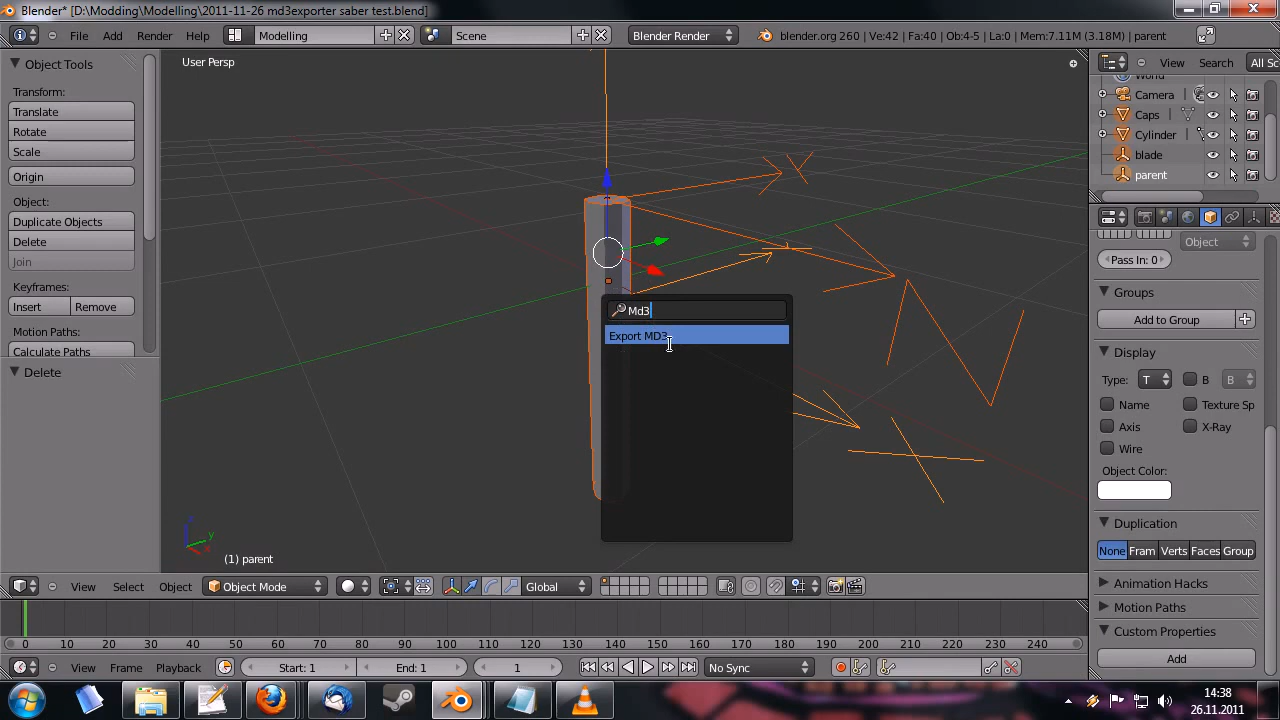 Blender* [D:\Modding\Modelling\2011-11-26 md3exporter saber test.blend]
File Add Render Help Modelling Scene Blender Render blender.org 260 | Ve:42 | Fa:40 | Ob:4-5 | La:0 | Mem:7.11M (3.18M) | parent
Object Tools
Transform:
Translate
Rotate
Scale
Origin
Object:
Duplicate Objects
Delete
Join
Keyframes:
Insert Remove
Motion Paths:
Calculate Paths
Delete
User Persp
Md3
Export MD3
z
y
x
(1) parent
View Search All Sc
World
Camera
Caps
Cylinder
blade
parent
Object
Pass In: 0
Groups
Add to Group
Display
Type: T B B
Name Texture Sp
Axis X-Ray
Wire
Object Color:
Duplication
None Fram Verts Faces Group
Animation Hacks
Motion Paths
Custom Properties
Add
View Select Object Object Mode Global
0 10 20 30 40 50 60 70 80 90 100 110 120 130 140 150 160 170 180 190 200 210 220 230 240
View Frame Playback Start: 1 End: 1 1 No Sync
14:38
26.11.2011